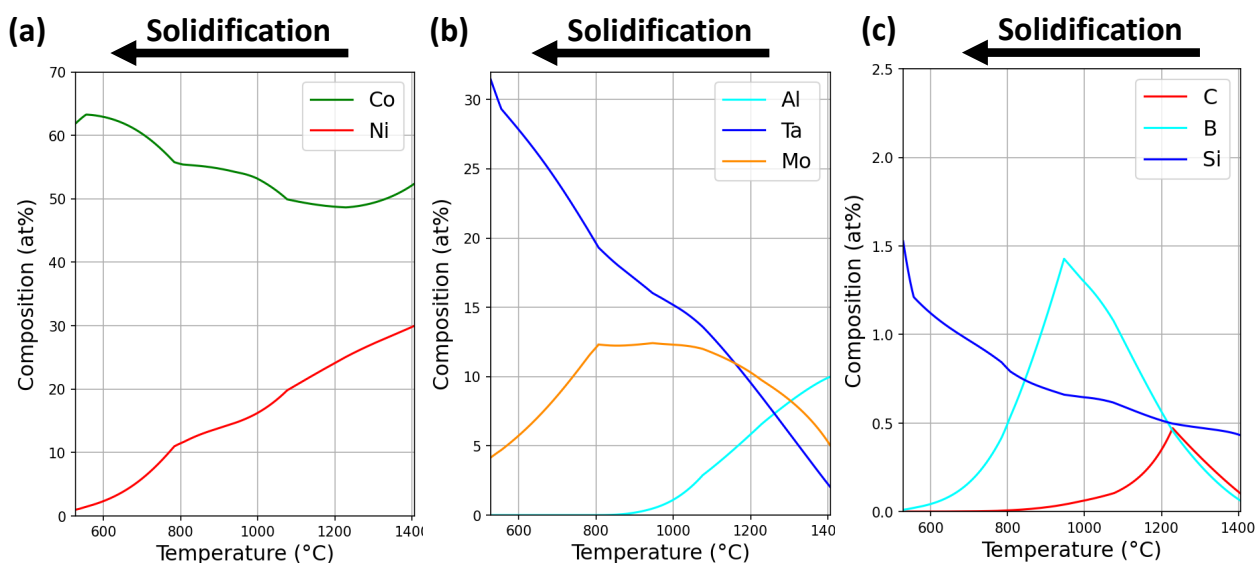 (a)
Solidification
70
60
50
40
30
20
10
0
600
800
1000
1200
1400
Composition (at%)
Temperature (°C)
Co
Ni
(b)
Solidification
30
25
20
15
10
5
0
600
800
1000
1200
1400
Composition (at%)
Temperature (°C)
Al
Ta
Mo
(c)
Solidification
2.5
2.0
1.5
1.0
0.5
0.0
600
800
1000
1200
1400
Composition (at%)
Temperature (°C)
C
B
Si